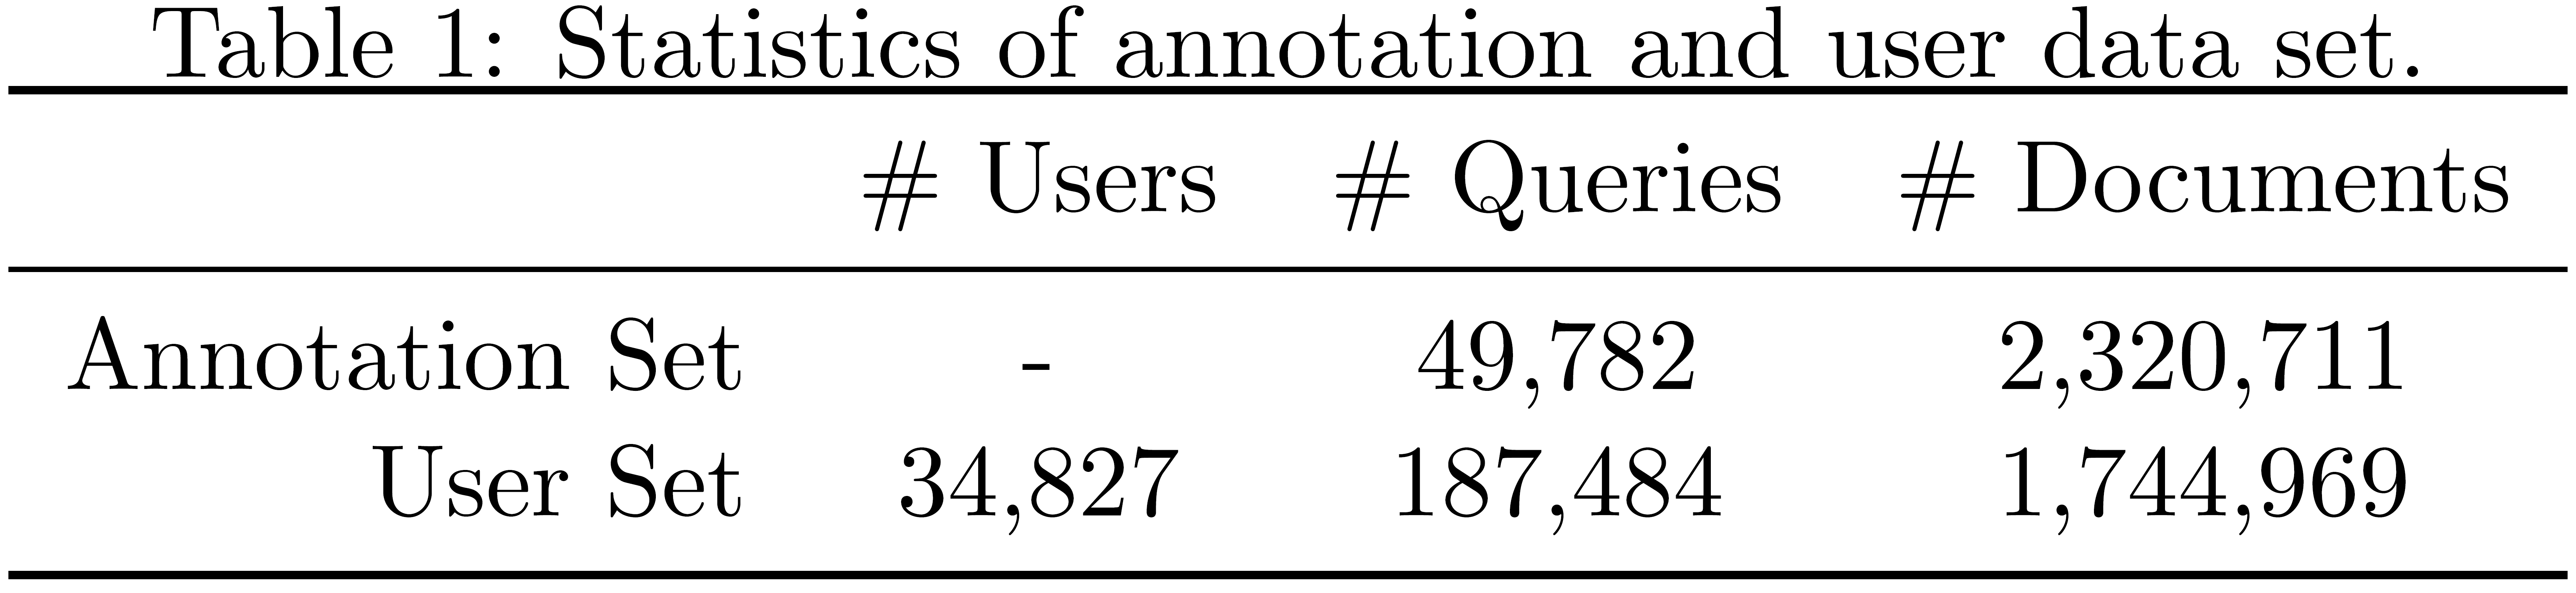 Table 1: Statistics of annotation and user data set.
# Users # Queries # Documents
Annotation Set - 49,782 2,320,711
User Set 34,827 187,484 1,744,969